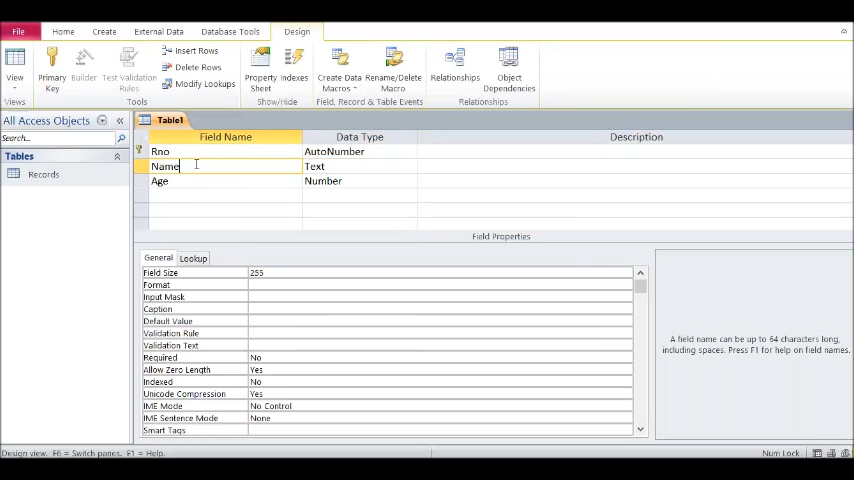 File Home Create External Data Database Tools Design
View
Primary Key
Builder
Test Validation Rules
Insert Rows
Delete Rows
Modify Lookups
Property Sheet
Indexes
Create Data Macros
Rename/Delete Macro
Relationships
Object Dependencies
Views Tools Show/Hide Field, Record & Table Events Relationships
All Access Objects
Search...
Tables
Records
Table1
Field Name Data Type Description
Rno AutoNumber
Name Text
Age Number
Field Properties
General Lookup
Field Size 255
Format
Input Mask
Caption
Default Value
Validation Rule
Validation Text
Required No
Allow Zero Length Yes
Indexed No
Unicode Compression Yes
IME Mode No Control
IME Sentence Mode None
Smart Tags
A field name can be up to 64 characters long,
including spaces. Press F1 for help on field names.
Design view. F6 = Switch panes. F1 = Help. Num Lock